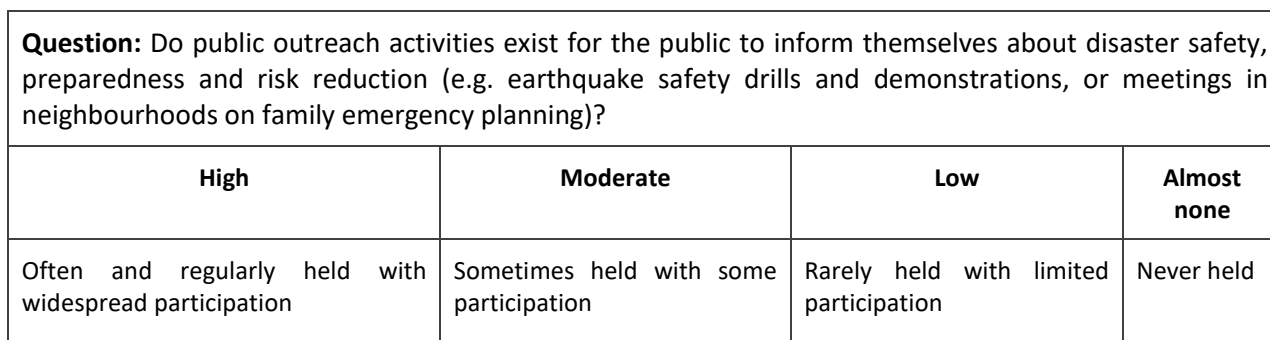 Question: Do public outreach activities exist for the public to inform themselves about disaster safety,
preparedness and risk reduction (e.g. earthquake safety drills and demonstrations, or meetings in
neighbourhoods on family emergency planning)?
High
Moderate
Low
Almost
none
Often and regularly held with
widespread participation
Sometimes held with some
participation
Rarely held with limited
participation
Never held